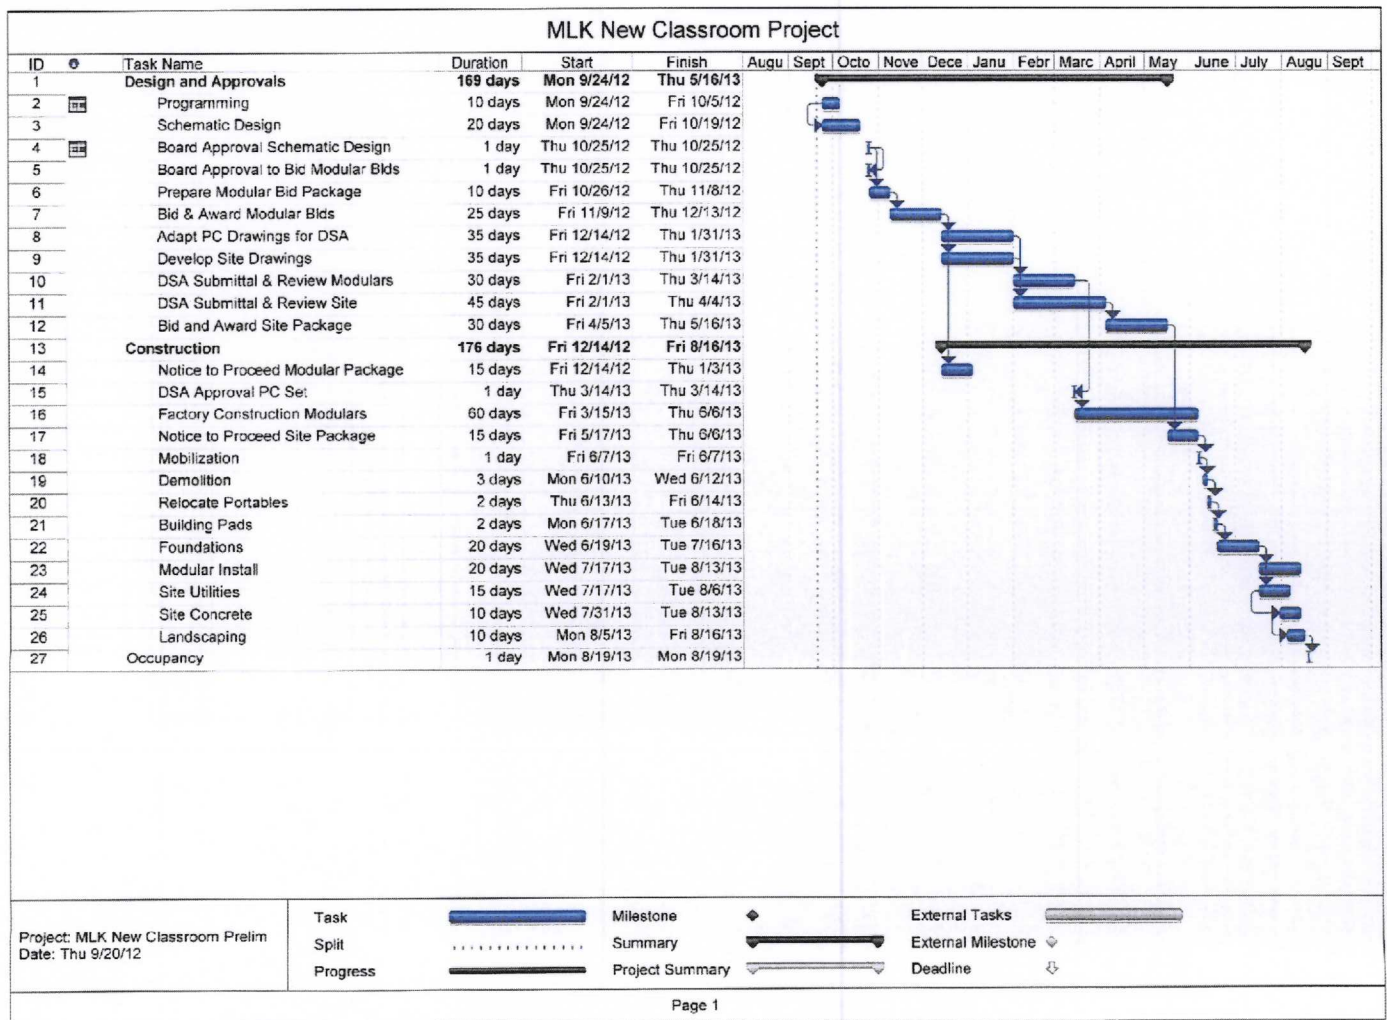 MLK New Classroom Project
ID Task Name Duration Start Finish Augu Sept Octo Nove Dece Janu Febr Marc April May June July Augu Sept
1 Design and Approvals 169 days Mon 9/24/12 Thu 5/16/13
2 Programming 10 days Mon 9/24/12 Fri 10/5/12
3 Schematic Design 20 days Mon 9/24/12 Fri 10/19/12
4 Board Approval Schematic Design 1 day Thu 10/25/12 Thu 10/25/12
5 Board Approval to Bid Modular Bids 1 day Thu 10/25/12 Thu 10/25/12
6 Prepare Modular Bid Package 10 days Fri 10/26/12 Thu 11/8/12
7 Bid & Award Modular Bids 25 days Fri 11/9/12 Thu 12/13/12
8 Adapt PC Drawings for DSA 35 days Fri 12/14/12 Thu 1/31/13
9 Develop Site Drawings 35 days Fri 12/14/12 Thu 1/31/13
10 DSA Submittal & Review Modulars 30 days Fri 2/1/13 Thu 3/14/13
11 DSA Submittal & Review Site 45 days Fri 2/1/13 Thu 4/4/13
12 Bid and Award Site Package 30 days Fri 4/5/13 Thu 5/16/13
13 Construction 176 days Fri 12/14/12 Fri 8/16/13
14 Notice to Proceed Modular Package 15 days Fri 12/14/12 Thu 1/3/13
15 DSA Approval PC Set 1 day Thu 3/14/13 Thu 3/14/13
16 Factory Construction Modulars 60 days Fri 3/15/13 Thu 6/6/13
17 Notice to Proceed Site Package 15 days Fri 5/17/13 Thu 6/6/13
18 Mobilization 1 day Fri 6/7/13 Fri 6/7/13
19 Demolition 3 days Mon 6/10/13 Wed 6/12/13
20 Relocate Portables 2 days Thu 6/13/13 Fri 6/14/13
21 Building Pads 2 days Mon 6/17/13 Tue 6/18/13
22 Foundations 20 days Wed 6/19/13 Tue 7/16/13
23 Modular Install 20 days Wed 7/17/13 Tue 8/13/13
24 Site Utilities 15 days Wed 7/17/13 Tue 8/6/13
25 Site Concrete 10 days Wed 7/31/13 Tue 8/13/13
26 Landscaping 10 days Mon 8/5/13 Fri 8/16/13
27 Occupancy 1 day Mon 8/19/13 Mon 8/19/13
Project: MLK New Classroom Prelim
Date: Thu 9/20/12
Task Milestone External Tasks
Split Summary External Milestone
Progress Project Summary Deadline
Page 1